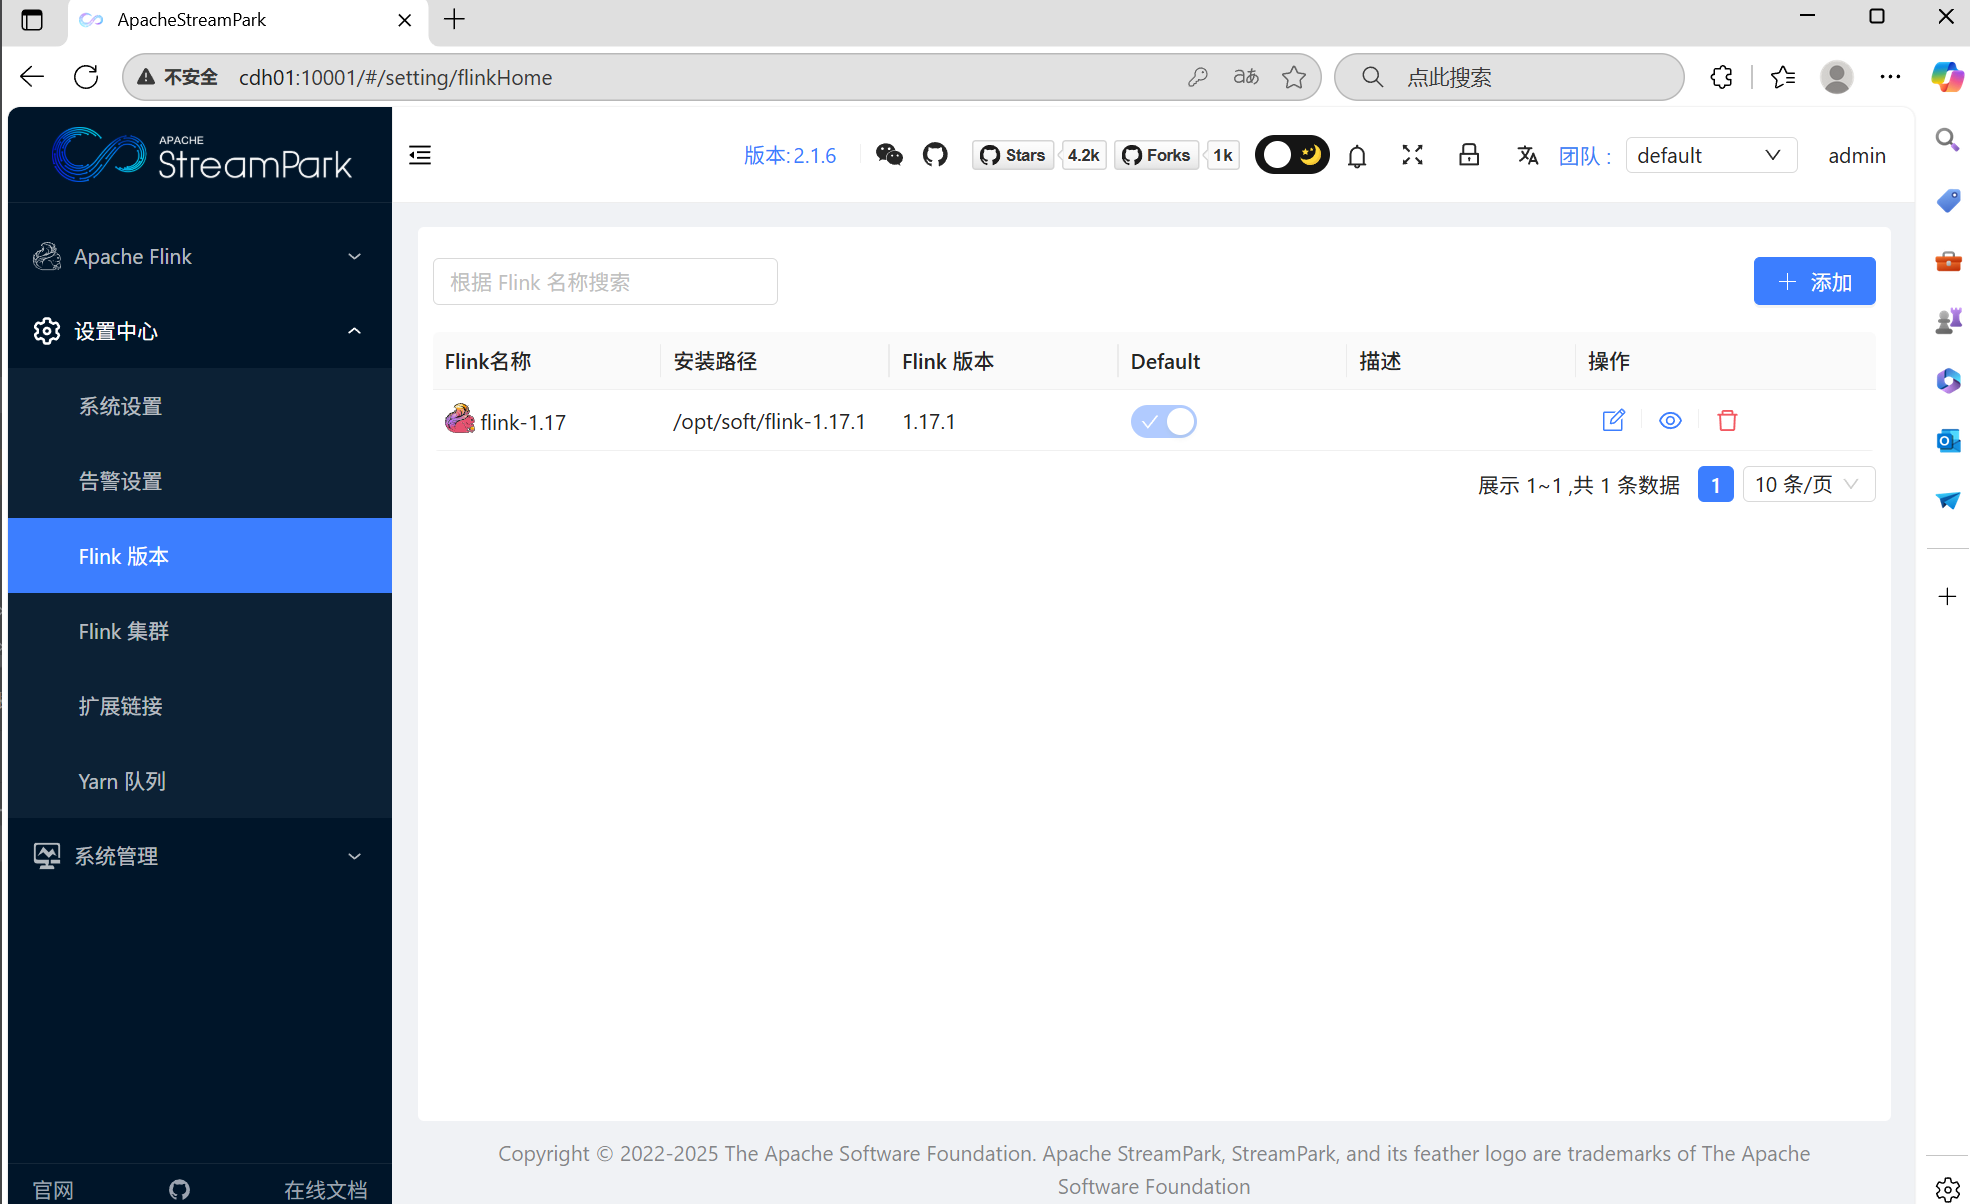 ApacheStreamPark
不安全 cdh01:10001/#/setting/flinkHome
aあ
点此搜索
APACHE
StreamPark
版本: 2.1.6
Stars 4.2k Forks 1k
团队 : default admin
Apache Flink
设置中心
系统设置
告警设置
Flink 版本
Flink 集群
扩展链接
Yarn 队列
系统管理
官网 在线文档
根据 Flink 名称搜索
添加
Flink名称 安装路径 Flink 版本 Default 描述 操作
flink-1.17 /opt/soft/flink-1.17.1 1.17.1
展示 1~1 ,共 1 条数据 1 10 条/页
Copyright © 2022-2025 The Apache Software Foundation. Apache StreamPark, StreamPark, and its feather logo are trademarks of The Apache
Software Foundation